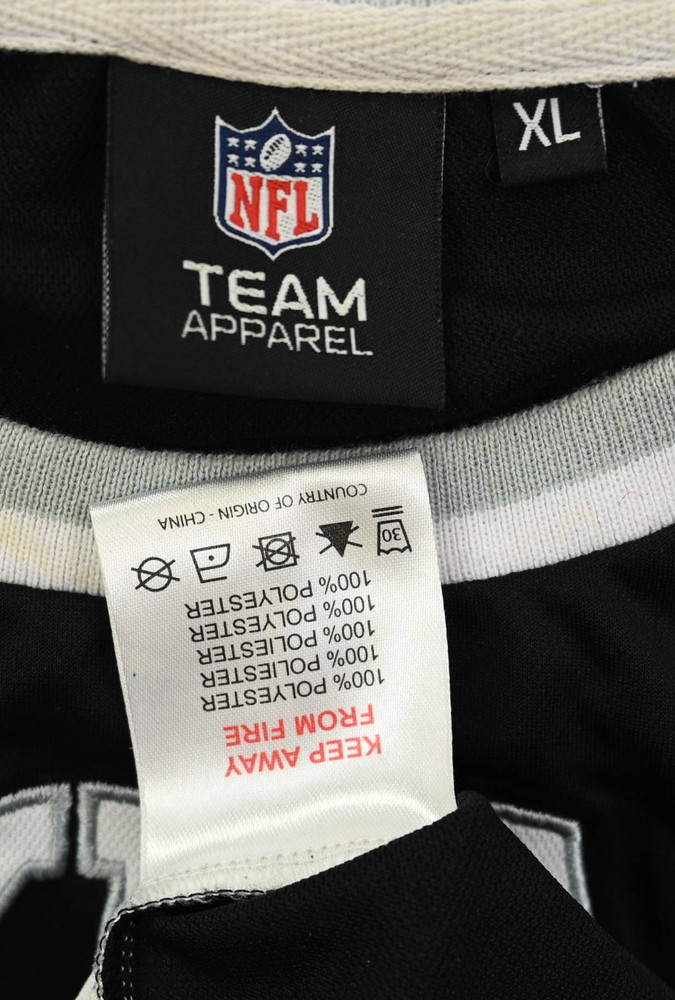 NFL
TEAM
APPAREL
XL
KEEP AWAY
FROM FIRE
100% POLYESTER
100% POLIESTER
100% POLIESTER
100% POLYESTER
100% POLYESTER
30
COUNTRY OF ORIGIN - CHINA